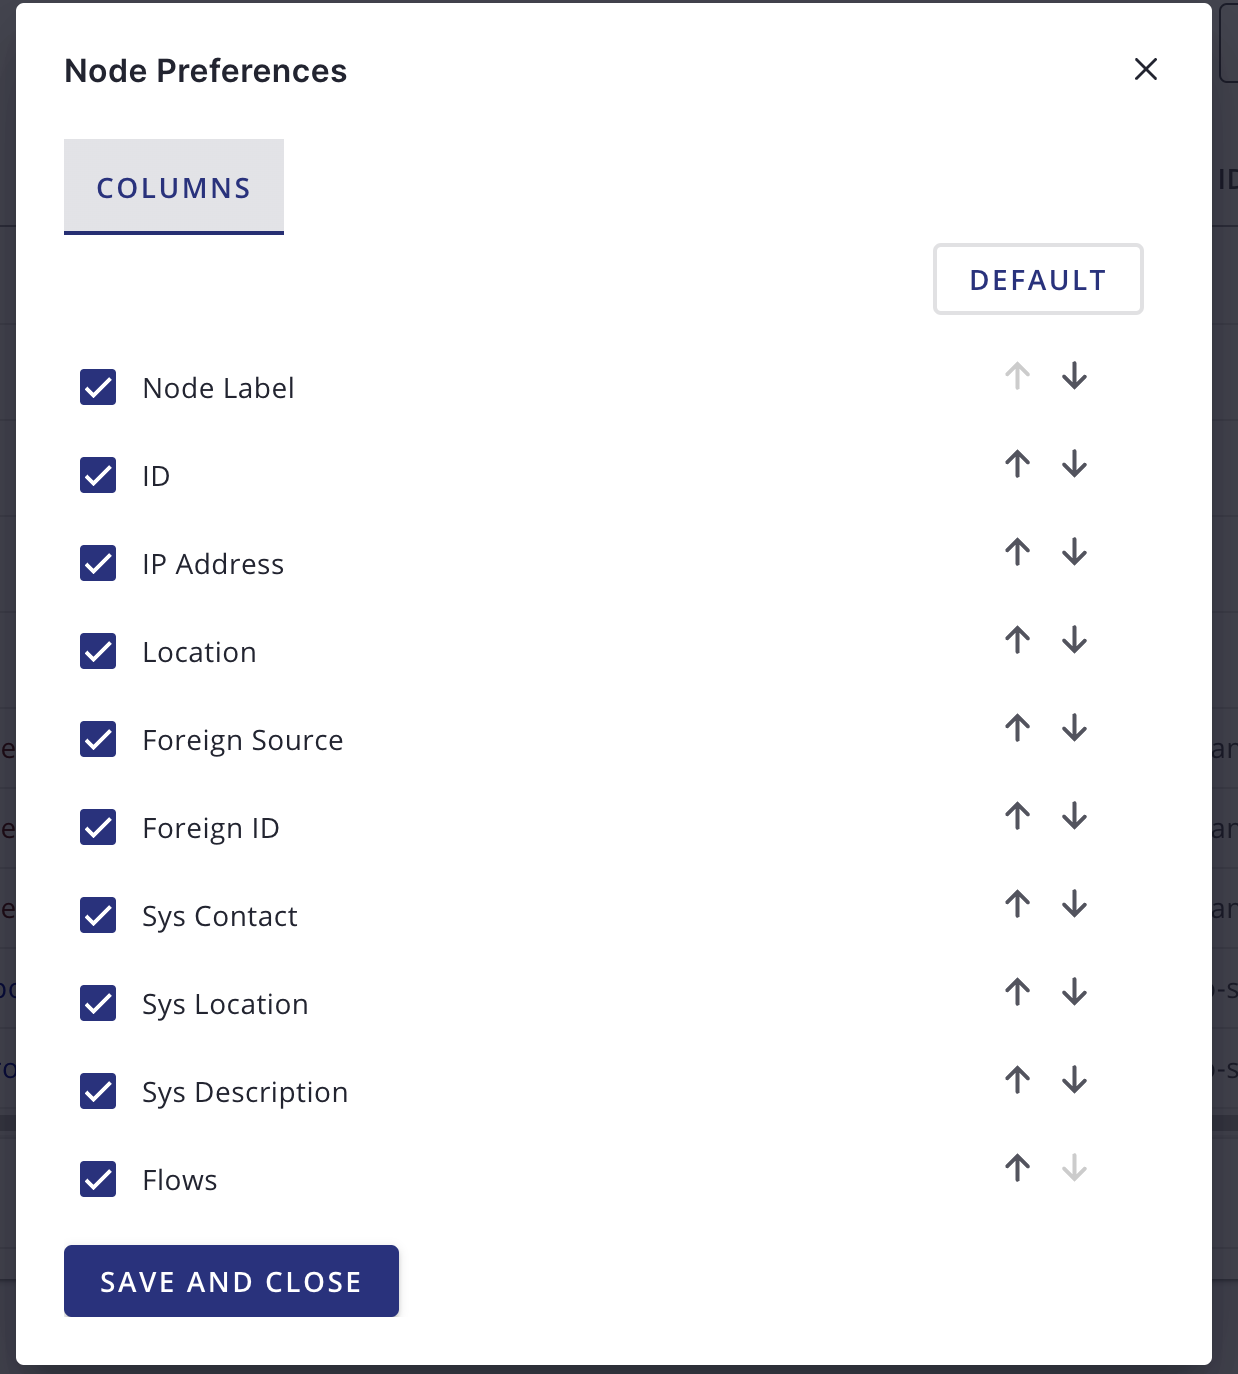 Node Preferences
COLUMNS
DEFAULT
Node Label
ID
IP Address
Location
Foreign Source
Foreign ID
Sys Contact
Sys Location
Sys Description
Flows
SAVE AND CLOSE